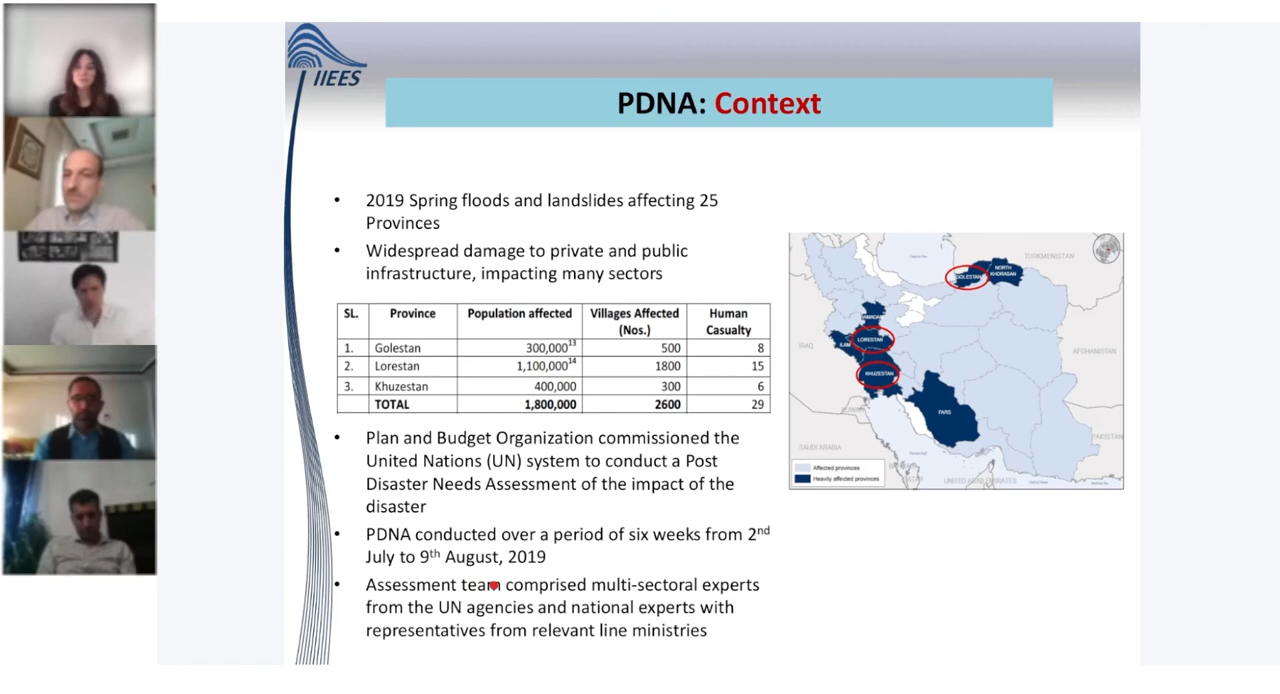 IIEES
PDNA: Context
• 2019 Spring floods and landslides affecting 25
Provinces
• Widespread damage to private and public
infrastructure, impacting many sectors
SL. Province Population affected Villages Affected (Nos.) Human Casualty
1. Golestan 300,000¹³ 500 8
2. Lorestan 1,100,000¹⁴ 1800 15
3. Khuzestan 400,000 300 6
TOTAL 1,800,000 2600 29
• Plan and Budget Organization commissioned the
United Nations (UN) system to conduct a Post
Disaster Needs Assessment of the impact of the
disaster
• PDNA conducted over a period of six weeks from 2nd
July to 9th August, 2019
• Assessment team comprised multi-sectoral experts
from the UN agencies and national experts with
representatives from relevant line ministries
TURKMENISTAN
GOLESTAN
NORTH
KHORASAN
HAMADAN
IRAQ
ILAM
LORESTAN
AFGHANISTAN
KHUZESTAN
FARS
PAKISTAN
SAUDI ARABIA
UNITED ARAB EMIRATES
Affected provinces
Heavily affected provinces